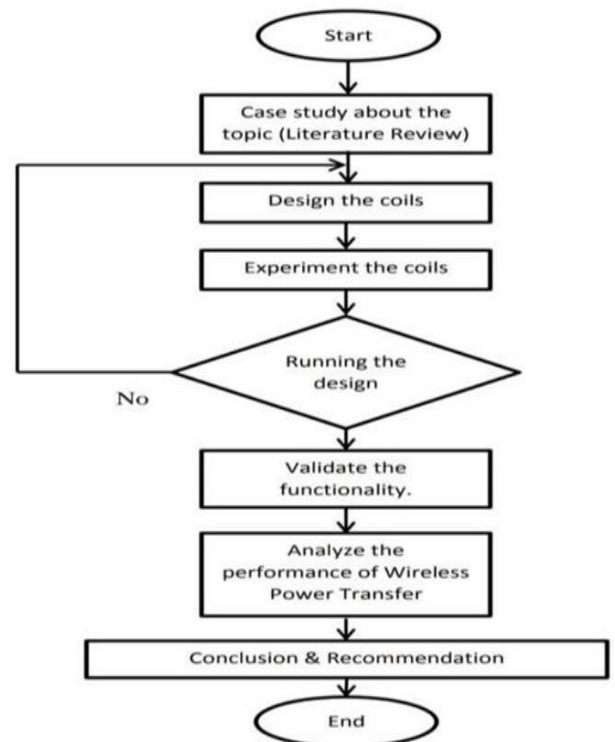 Start
Case study about the
topic (Literature Review)
Design the coils
Experiment the coils
Running the
design
No
Validate the
functionality.
Analyze the
performance of Wireless
Power Transfer
Conclusion & Recommendation
End